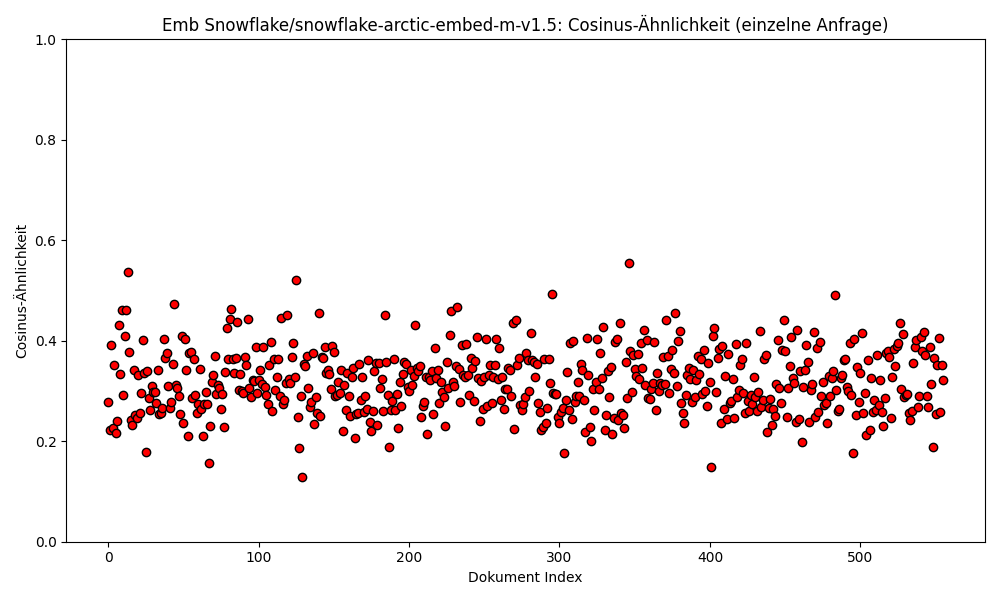 Emb Snowflake/snowflake-arctic-embed-m-v1.5: Cosinus-Ähnlichkeit (einzelne Anfrage)
Cosinus-Ähnlichkeit
1.0
0.8
0.6
0.4
0.2
0.0
0 100 200 300 400 500
Dokument Index